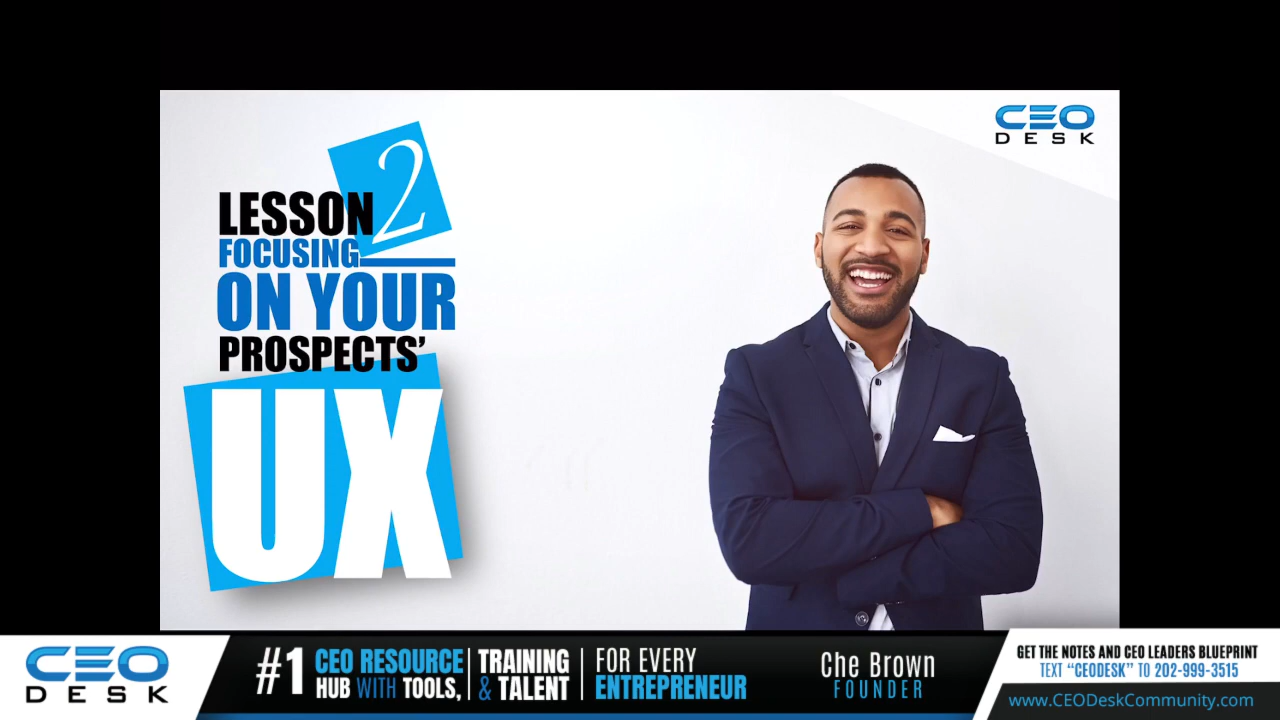 CEO
DESK
LESSON 2
FOCUSING
ON YOUR
PROSPECTS’
UX
CEO
DESK
#1 CEO RESOURCE
HUB WITH TOOLS,
TRAINING
& TALENT
FOR EVERY
ENTREPRENEUR
Che Brown
FOUNDER
GET THE NOTES AND CEO LEADERS BLUEPRINT
TEXT “CEODESK” TO 202-999-3515
www.CEODeskCommunity.com